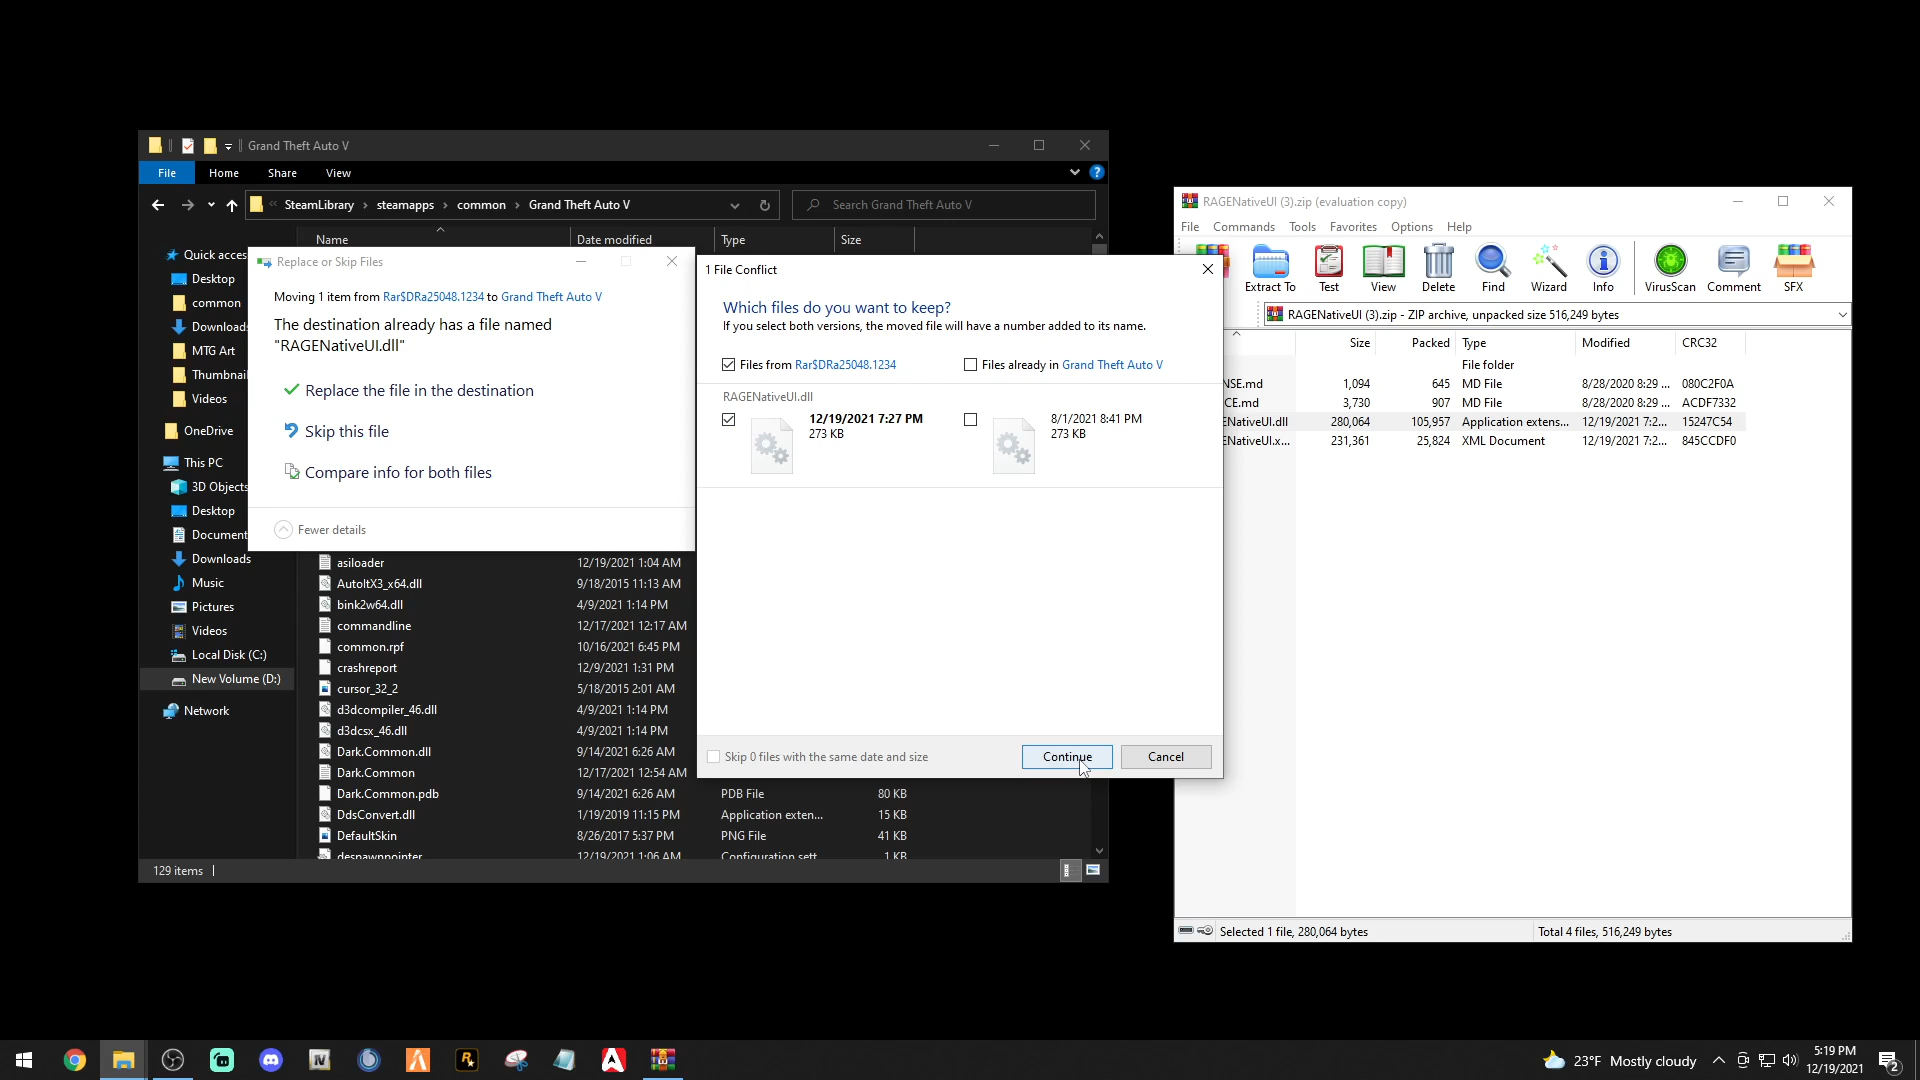 Grand Theft Auto V
File
Home
Share
View
SteamLibrary
steamapps
common
Grand Theft Auto V
Search Grand Theft Auto V
Name
Date modified
Type
Size
Quick acces
Desktop
common
Downloads
MTG Art
Thumbnail
Videos
OneDrive
This PC
3D Objects
Desktop
Document
Downloads
Music
Pictures
Videos
Local Disk (C:)
New Volume (D:)
Network
Replace or Skip Files
Moving 1 item from Rar$DRa25048.1234 to Grand Theft Auto V
The destination already has a file named
"RAGENativeUI.dll"
Replace the file in the destination
Skip this file
Compare info for both files
Fewer details
asiloader 12/19/2021 1:04 AM
AutoItX3_x64.dll 9/18/2015 11:13 AM
bink2w64.dll 4/9/2021 1:14 PM
commandline 12/17/2021 12:17 AM
common.rpf 10/16/2021 6:45 PM
crashreport 12/9/2021 1:31 PM
cursor_32_2 5/18/2015 2:01 AM
d3dcompiler_46.dll 4/9/2021 1:14 PM
d3dcsx_46.dll 4/9/2021 1:14 PM
Dark.Common.dll 9/14/2021 6:26 AM
Dark.Common 12/17/2021 12:54 AM
Dark.Common.pdb 9/14/2021 6:26 AM PDB File 80 KB
DdsConvert.dll 1/19/2019 11:15 PM Application exten... 15 KB
DefaultSkin 8/26/2017 5:37 PM PNG File 41 KB
despawnpointer 12/19/2021 1:06 AM Configuration sett... 1 KB
129 items
1 File Conflict
Which files do you want to keep?
If you select both versions, the moved file will have a number added to its name.
Files from Rar$DRa25048.1234
Files already in Grand Theft Auto V
RAGENativeUI.dll
12/19/2021 7:27 PM
273 KB
8/1/2021 8:41 PM
273 KB
Skip 0 files with the same date and size
Continue
Cancel
RAGENativeUI (3).zip (evaluation copy)
File Commands Tools Favorites Options Help
Extract To
Test
View
Delete
Find
Wizard
Info
VirusScan
Comment
SFX
RAGENativeUI (3).zip - ZIP archive, unpacked size 516,249 bytes
Size Packed Type Modified CRC32
File folder
NSE.md 1,094 645 MD File 8/28/2020 8:29 ... 080C2F0A
CE.md 3,730 907 MD File 8/28/2020 8:29 ... ACDF7332
ENativeUI.dll 280,064 105,957 Application extens... 12/19/2021 7:2... 15247C54
ENativeUI.x... 231,361 25,824 XML Document 12/19/2021 7:2... 845CCDF0
Selected 1 file, 280,064 bytes
Total 4 files, 516,249 bytes
23°F Mostly cloudy
5:19 PM
12/19/2021
2